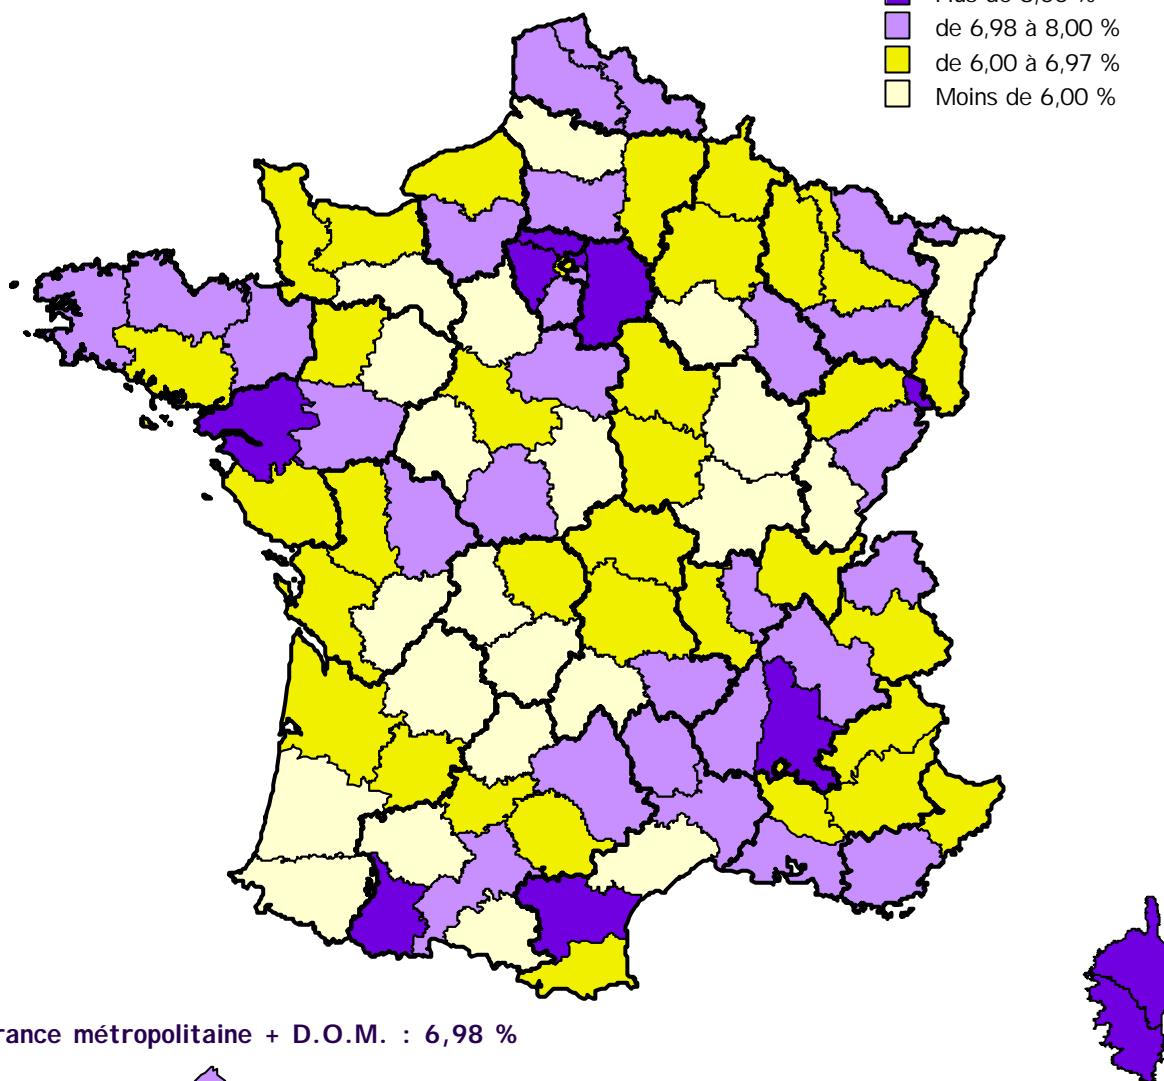 de 6,98 à 8,00 %
de 6,00 à 6,97 %
Moins de 6,00 %
rance métropolitaine + D.O.M. : 6,98 %